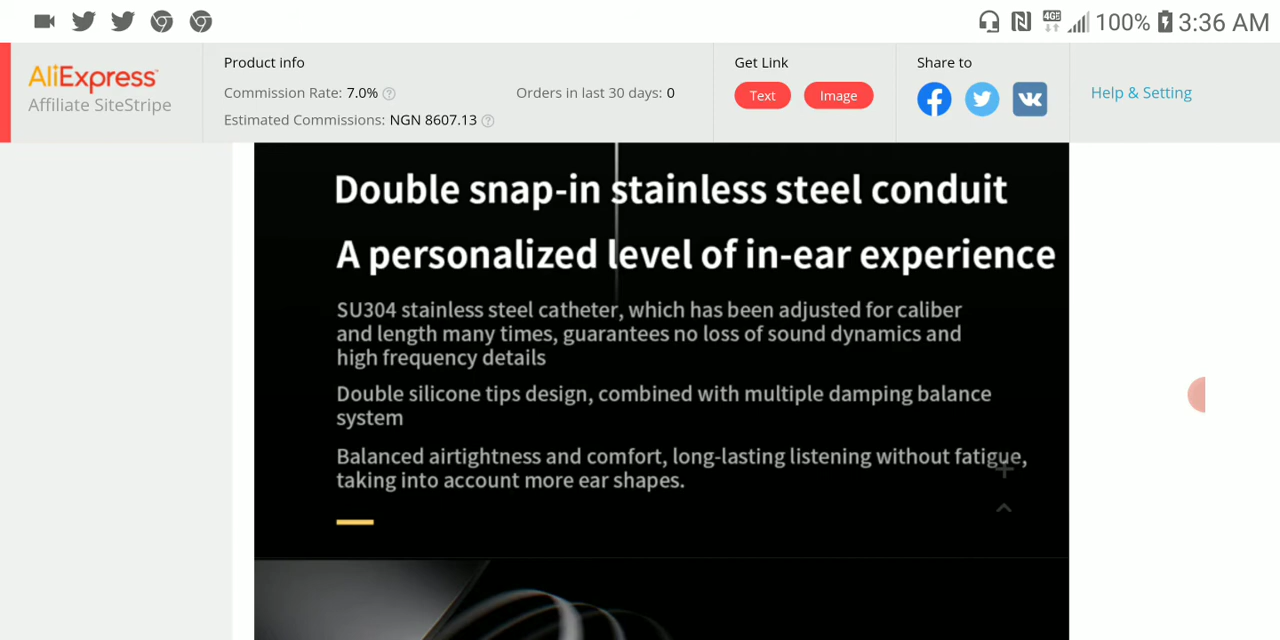 4GB 100% 3:36 AM
AliExpress
Affiliate SiteStripe
Product info
Commission Rate: 7.0%
Orders in last 30 days: 0
Estimated Commissions: NGN 8607.13
Get Link
Text Image
Share to
Help & Setting
Double snap-in stainless steel conduit
A personalized level of in-ear experience
SU304 stainless steel catheter, which has been adjusted for caliber
and length many times, guarantees no loss of sound dynamics and
high frequency details
Double silicone tips design, combined with multiple damping balance
system
Balanced airtightness and comfort, long-lasting listening without fatigue,
taking into account more ear shapes.